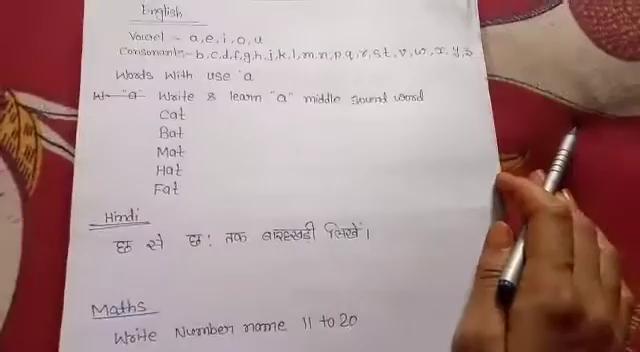 English
Vowel - a, e, i, o, u
Consonants - b, c, d, f, g, h, j, k, l, m, n, p, q, r, s, t, v, w, x, y, z
Words with use 'a
W- "a" Write & learn "a" middle sound word
Cat
Bat
Mat
Hat
Fat
Hindi
छ से छः तक बारहखडी लिखें।
Maths
Write Number name 11 to 20